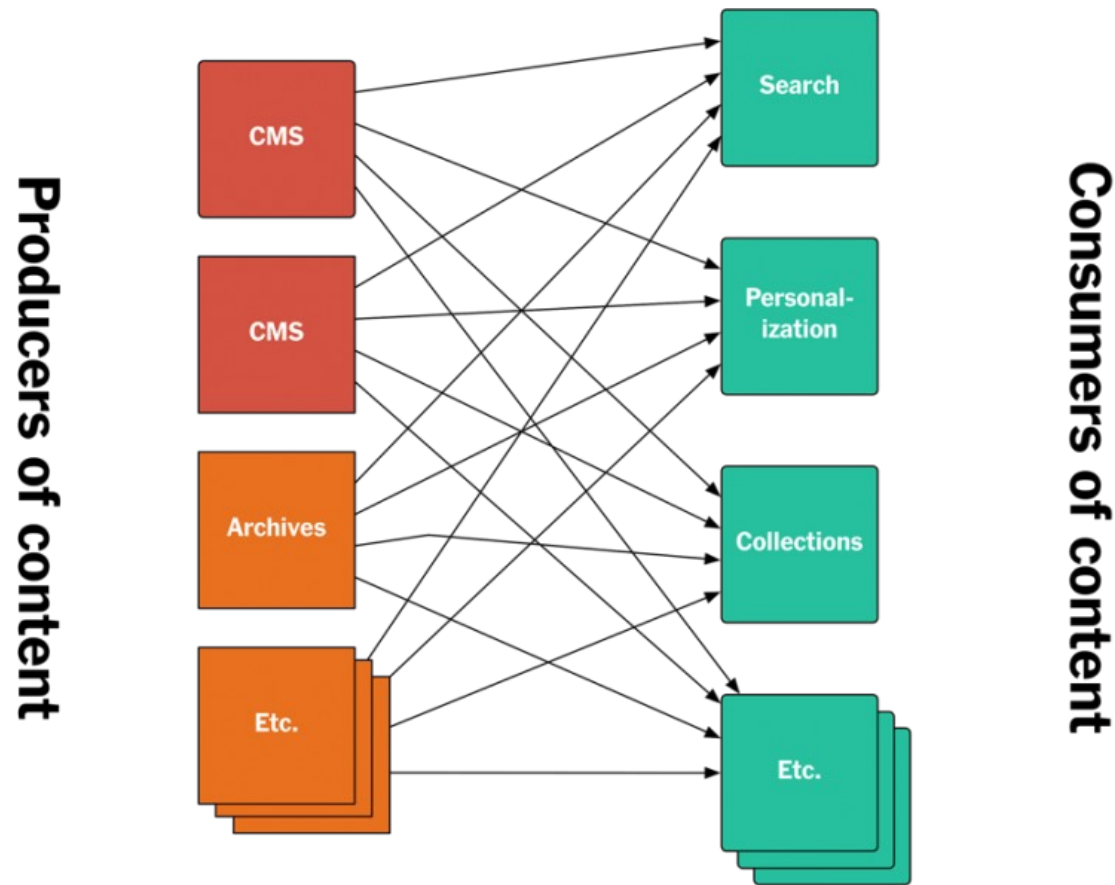 Producers of content
CMS
CMS
Archives
Etc.
Search
Personal-
ization
Collections
Etc.
Consumers of content